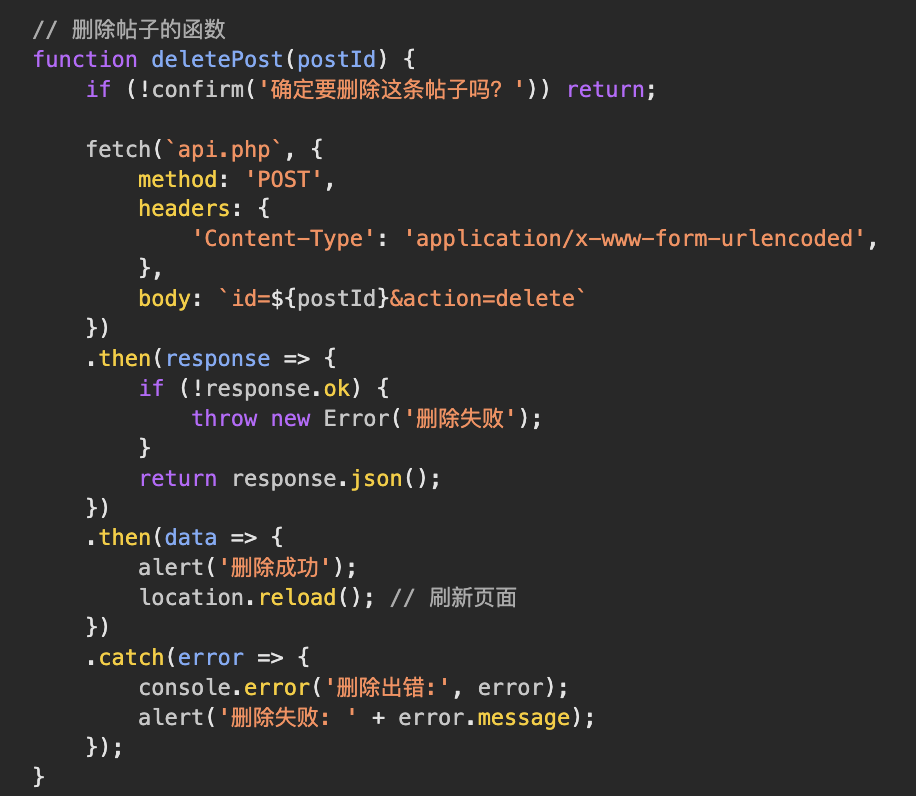 // 删除帖子的函数
function deletePost(postId) {
    if (!confirm('确定要删除这条帖子吗？')) return;

    fetch(`api.php`, {
        method: 'POST',
        headers: {
            'Content-Type': 'application/x-www-form-urlencoded',
        },
        body: `id=${postId}&action=delete`
    })
    .then(response => {
        if (!response.ok) {
            throw new Error('删除失败');
        }
        return response.json();
    })
    .then(data => {
        alert('删除成功');
        location.reload(); // 刷新页面
    })
    .catch(error => {
        console.error('删除出错:', error);
        alert('删除失败: ' + error.message);
    });
}